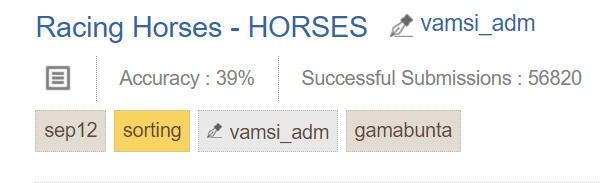 Racing Horses - HORSES vamsi_adm
Accuracy : 39% Successful Submissions : 56820
sep12 sorting vamsi_adm gamabunta